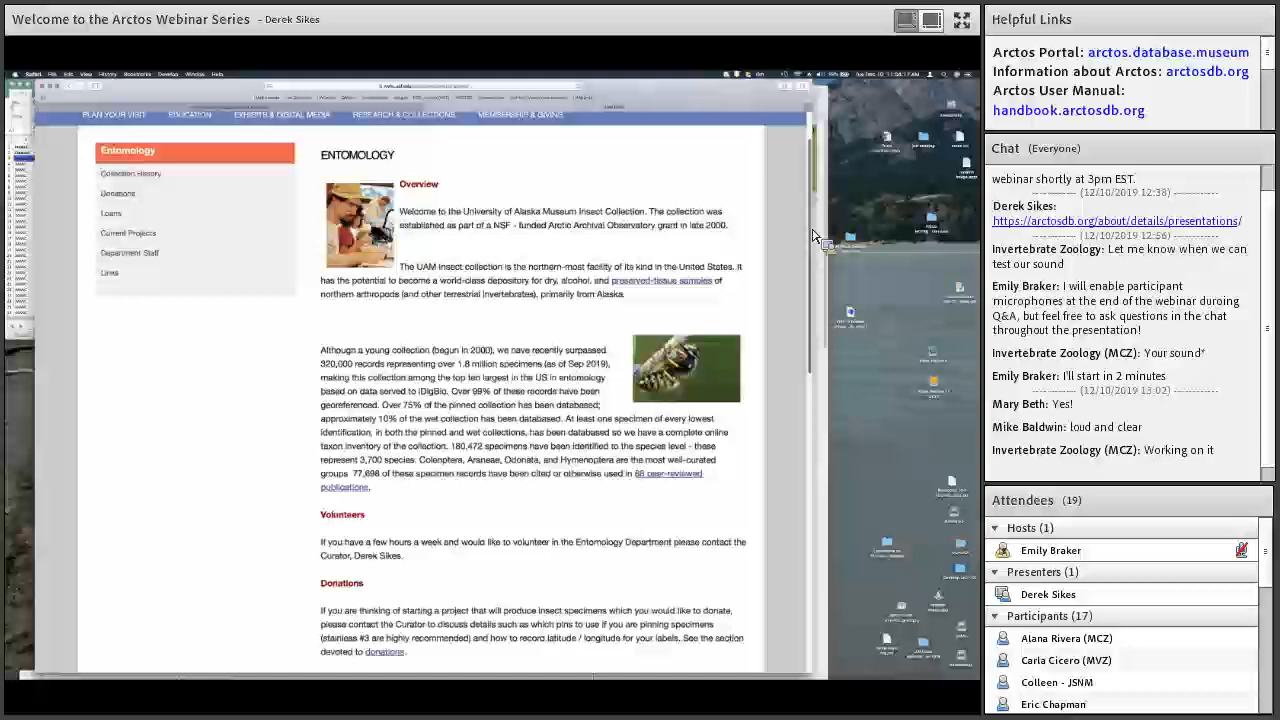 Welcome to the Arctos Webinar Series - Derek Sikes
Safari File Edit View History Bookmarks Develop Window Help
PLAN YOUR VISIT EDUCATION EXHIBITS & DIGITAL MEDIA RESEARCH & COLLECTIONS MEMBERSHIP & GIVING
Entomology
Collection History
Donations
Loans
Current Projects
Department Staff
Links
ENTOMOLOGY
Overview
Welcome to the University of Alaska Museum Insect Collection. The collection was
established as part of a NSF - funded Arctic Archival Observatory grant in late 2000.
The UAM insect collection is the northern-most facility of its kind in the United States. It
has the potential to become a world-class depository for dry, alcohol, and preserved-tissue samples of
northern arthropods (and other terrestrial invertebrates), primarily from Alaska.
Although a young collection (begun in 2000), we have recently surpassed
320,000 records representing over 1.8 million specimens (as of Sep 2019),
making this collection among the top ten largest in the US in entomology
based on data served to iDigBio. Over 99% of these records have been
georeferenced. Over 75% of the pinned collection has been databased;
approximately 10% of the wet collection has been databased. At least one specimen of every lowest
identification, in both the pinned and wet collections, has been databased so we have a complete online
taxon inventory of the collection. 180,472 specimens have been identified to the species level - these
represent 3,700 species. Coleoptera, Araneae, Odonata, and Hymenoptera are the most well-curated
groups. 77,698 of these specimen records have been cited or otherwise used in 68 peer-reviewed
publications.
Volunteers
If you have a few hours a week and would like to volunteer in the Entomology Department please contact the
Curator, Derek Sikes.
Donations
If you are thinking of starting a project that will produce insect specimens which you would like to donate,
please contact the Curator to discuss details such as which pins to use if you are pinning specimens
(stainless #3 are highly recommended) and how to record latitude / longitude for your labels. See the section
devoted to donations.
Helpful Links
Arctos Portal: arctos.database.museum
Information about Arctos: arctosdb.org
Arctos User Manual:
handbook.arctosdb.org
Chat (Everyone)
webinar shortly at 3pm EST.
(12/10/2019 12:38)
Derek Sikes:
https://arctosdb.org/about/details/presentations/
(12/10/2019 12:56)
Invertebrate Zoology: Let me know when we can
test our sound
Emily Braker: I will enable participant
microphones at the end of the webinar duroing
Q&A, but feel free to ask questions in the chat
throughout the presentation!
Invertebrate Zoology (MCZ): Your sound*
Emily Braker: I'll start in 2 minutes
(12/10/2019 13:02)
Mary Beth: Yes!
Mike Baldwin: loud and clear
Invertebrate Zoology (MCZ): Working on it
Attendees (19)
Hosts (1)
Emily Braker
Presenters (1)
Derek Sikes
Participants (17)
Alana Rivera (MCZ)
Carla Cicero (MVZ)
Colleen - JSNM
Eric Chapman